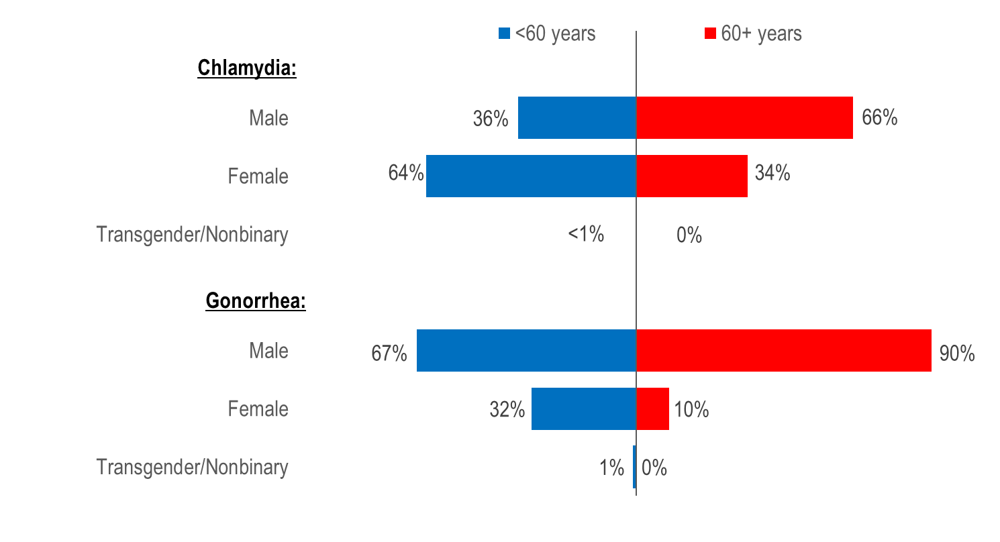 <60 years 60+ years
Chlamydia:
Male 36% 66%
Female 64% 34%
Transgender/Nonbinary <1% 0%
Gonorrhea:
Male 67% 90%
Female 32% 10%
Transgender/Nonbinary 1% 0%